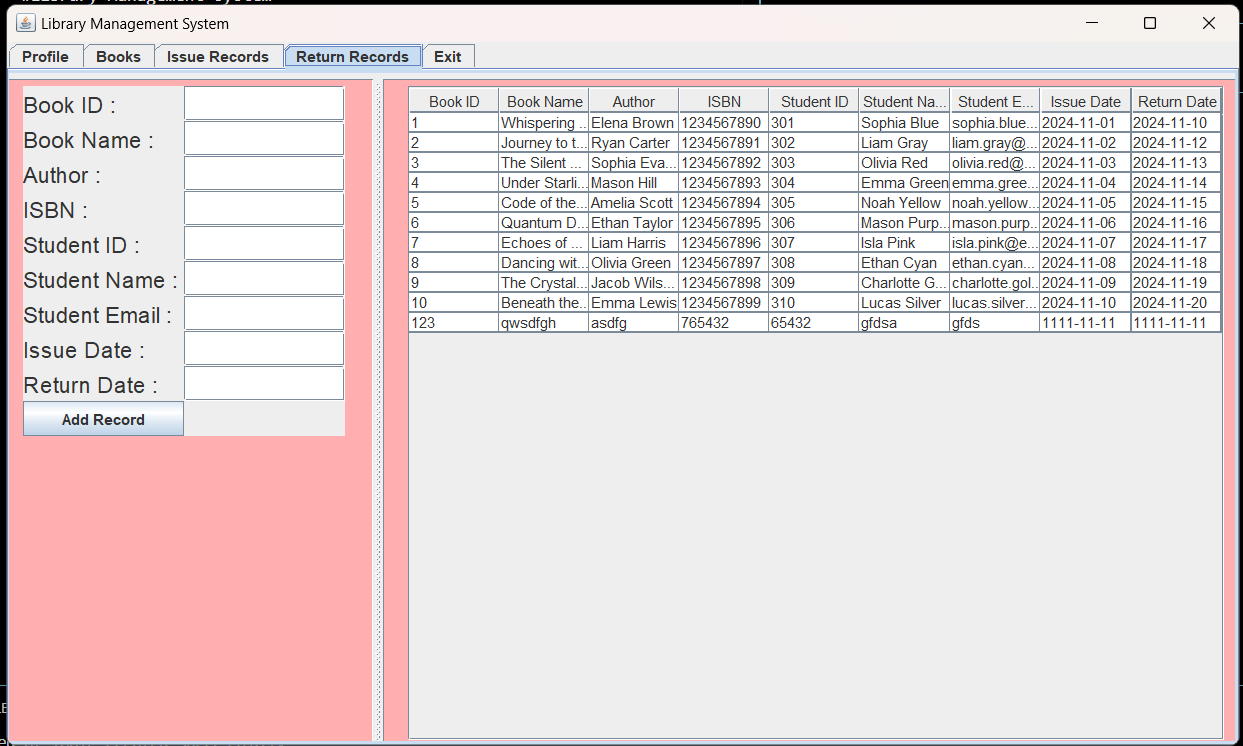 Library Management System
Profile Books Issue Records Return Records Exit
Book ID :
Book Name :
Author :
ISBN :
Student ID :
Student Name :
Student Email :
Issue Date :
Return Date :
Add Record
Book ID Book Name Author ISBN Student ID Student Na... Student E... Issue Date Return Date
1 Whispering ... Elena Brown 1234567890 301 Sophia Blue sophia.blue... 2024-11-01 2024-11-10
2 Journey to t... Ryan Carter 1234567891 302 Liam Gray liam.gray@... 2024-11-02 2024-11-12
3 The Silent ... Sophia Eva... 1234567892 303 Olivia Red olivia.red@... 2024-11-03 2024-11-13
4 Under Starli... Mason Hill 1234567893 304 Emma Green emma.gree... 2024-11-04 2024-11-14
5 Code of the... Amelia Scott 1234567894 305 Noah Yellow noah.yellow... 2024-11-05 2024-11-15
6 Quantum D... Ethan Taylor 1234567895 306 Mason Purp... mason.purp... 2024-11-06 2024-11-16
7 Echoes of ... Liam Harris 1234567896 307 Isla Pink isla.pink@e... 2024-11-07 2024-11-17
8 Dancing wit... Olivia Green 1234567897 308 Ethan Cyan ethan.cyan... 2024-11-08 2024-11-18
9 The Crystal... Jacob Wils... 1234567898 309 Charlotte G... charlotte.gol... 2024-11-09 2024-11-19
10 Beneath the... Emma Lewis 1234567899 310 Lucas Silver lucas.silver... 2024-11-10 2024-11-20
123 qwsdfgh asdfg 765432 65432 gfdsa gfds 1111-11-11 1111-11-11